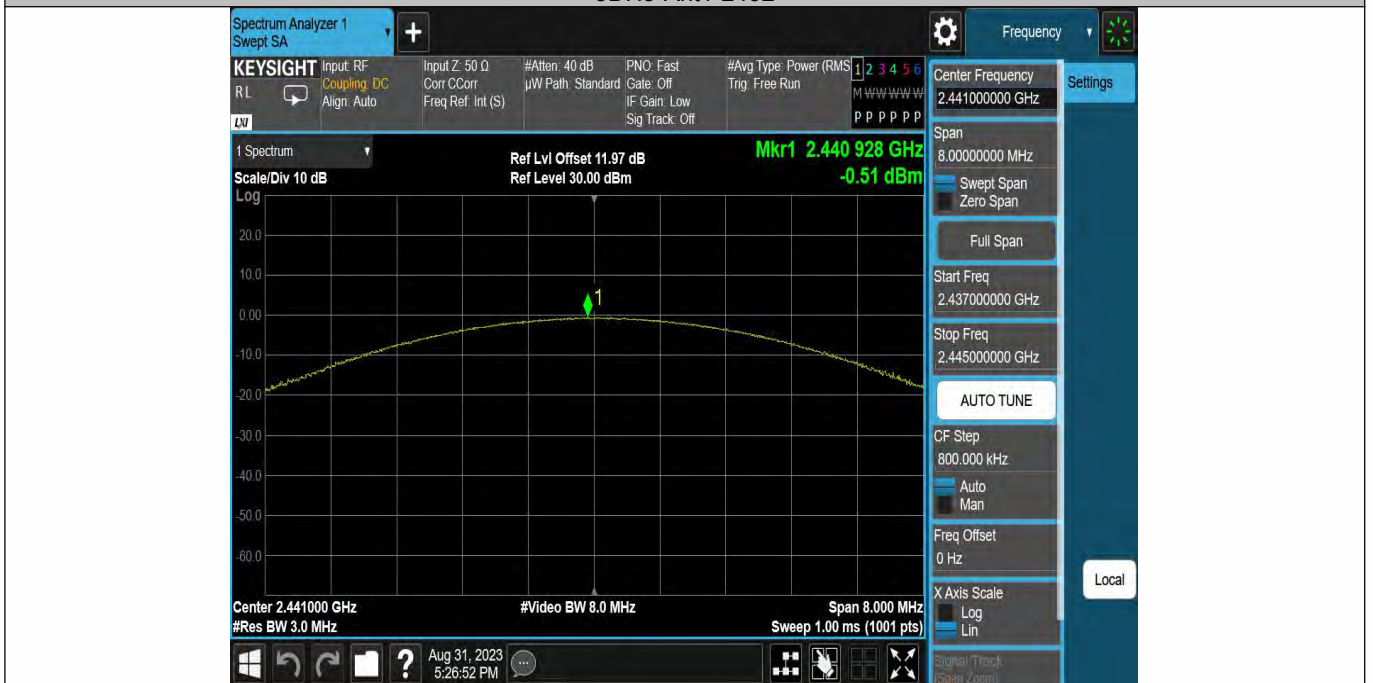 Spectrum Analyzer 1
Swept SA
+
Frequency
KEYSIGHT
RL
LXI
Input: RF
Coupling: DC
Align: Auto
Input Z: 50 Ω
Corr CCorr
Freq Ref: Int (S)
#Atten: 40 dB
µW Path: Standard
PNO: Fast
Gate: Off
IF Gain: Low
Sig Track: Off
#Avg Type: Power (RMS
Trig: Free Run
1 2 3 4 5 6
M W W W W W
P P P P P P
Center Frequency
2.441000000 GHz
Settings
Span
8.00000000 MHz
Swept Span
Zero Span
Full Span
Start Freq
2.437000000 GHz
Stop Freq
2.445000000 GHz
AUTO TUNE
CF Step
800.000 kHz
Auto
Man
Freq Offset
0 Hz
X Axis Scale
Log
Lin
Signal Track
(Span Zoom)
Local
1 Spectrum
Scale/Div 10 dB
Log
Ref Lvl Offset 11.97 dB
Ref Level 30.00 dBm
Mkr1 2.440 928 GHz
-0.51 dBm
20.0
10.0
0.00
-10.0
-20.0
-30.0
-40.0
-50.0
-60.0
1
Center 2.441000 GHz
#Res BW 3.0 MHz
#Video BW 8.0 MHz
Span 8.000 MHz
Sweep 1.00 ms (1001 pts)
?
Aug 31, 2023
5:26:52 PM